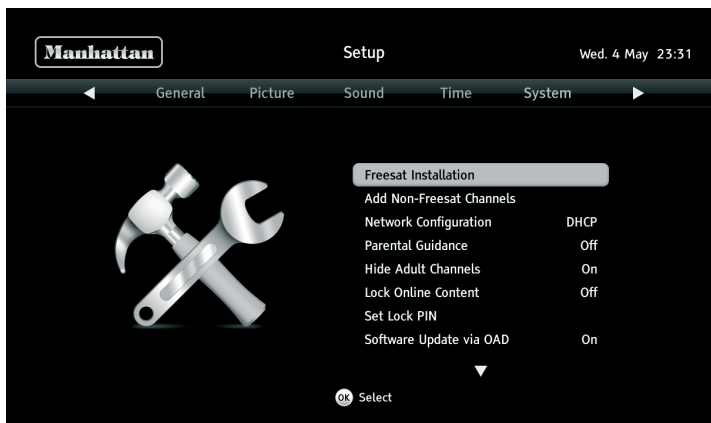 Manhattan Setup Wed. 4 May 23:31
General Picture Sound Time System
Freesat Installation
Add Non-Freesat Channels
Network Configuration DHCP
Parental Guidance Off
Hide Adult Channels On
Lock Online Content Off
Set Lock PIN
Software Update via OAD On
OK Select